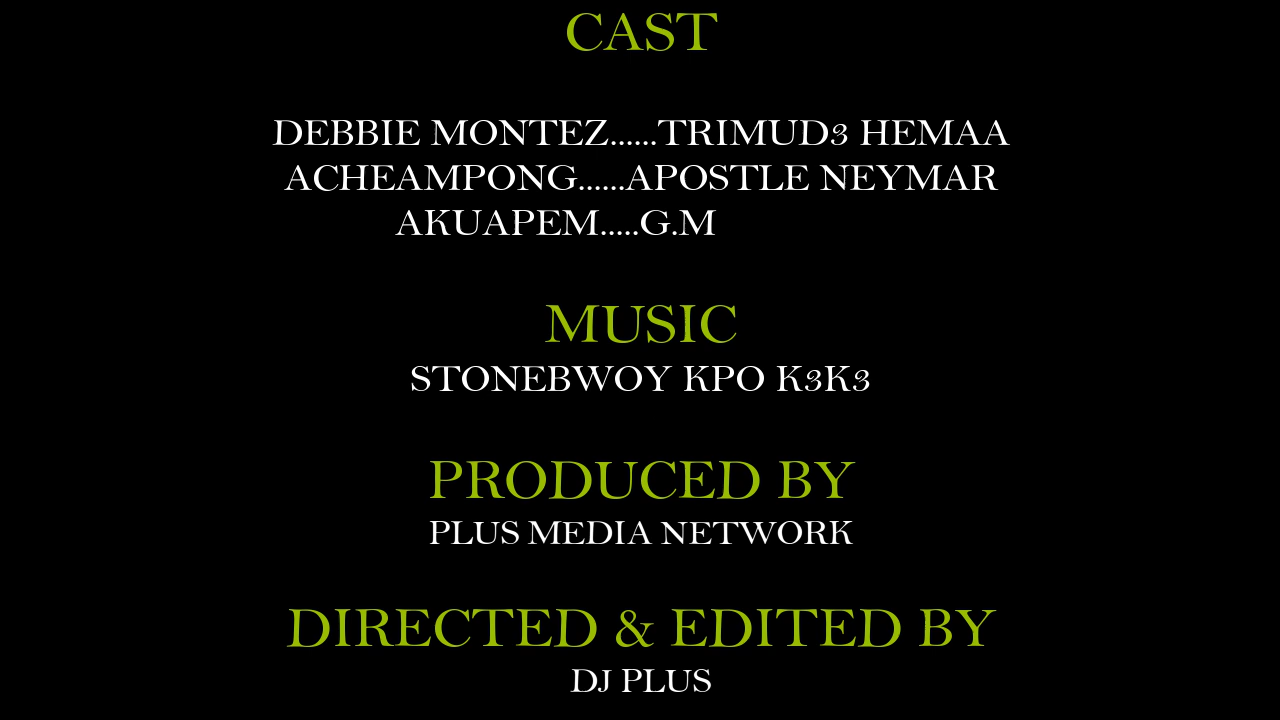 CAST
DEBBIE MONTEZ......TRIMUD3 HEMAA
ACHEAMPONG......APOSTLE NEYMAR
AKUAPEM.....G.M
MUSIC
STONEBWOY KPO K3K3
PRODUCED BY
PLUS MEDIA NETWORK
DIRECTED & EDITED BY
DJ PLUS